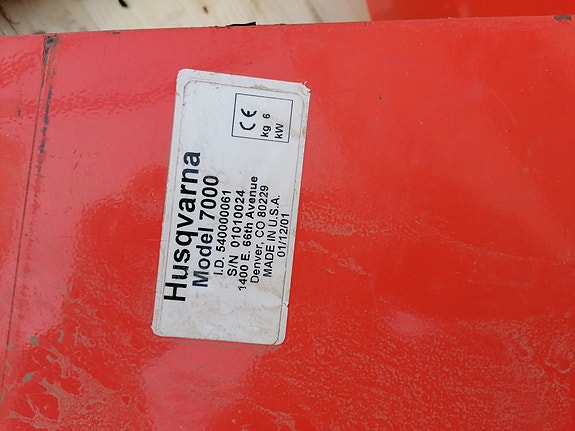 Husqvarna
Model 7000
I.D. 540000061
S/N 01010024
1400 E. 66th Avenue
Denver, CO 80229
MADE IN U.S.A.
01/12/01
CE
kg 6
kW